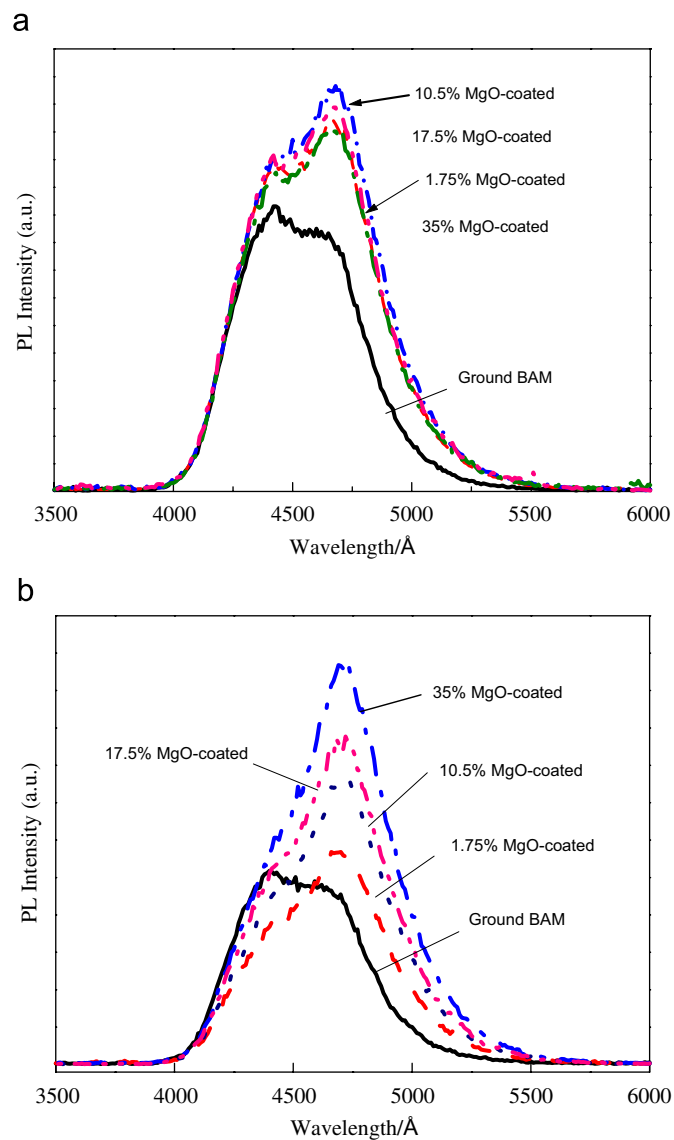 a
10.5% MgO-coated
17.5% MgO-coated
1.75% MgO-coated
35% MgO-coated
Ground BAM
PL Intensity (a.u.)
3500 4000 4500 5000 5500 6000
Wavelength/Å
b
35% MgO-coated
17.5% MgO-coated
10.5% MgO-coated
1.75% MgO-coated
Ground BAM
PL Intensity (a.u.)
3500 4000 4500 5000 5500 6000
Wavelength/Å